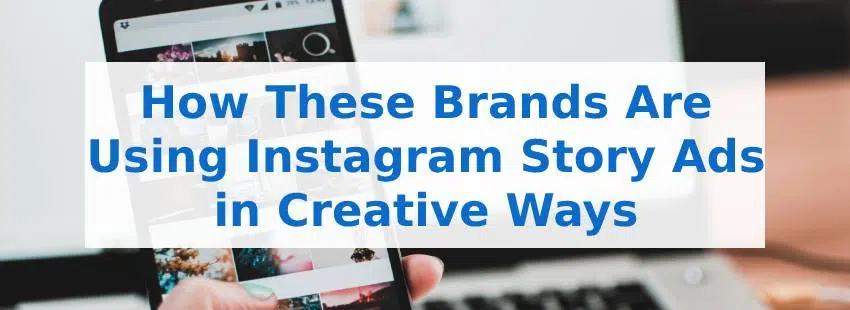 How These Brands Are
Using Instagram Story Ads
in Creative Ways